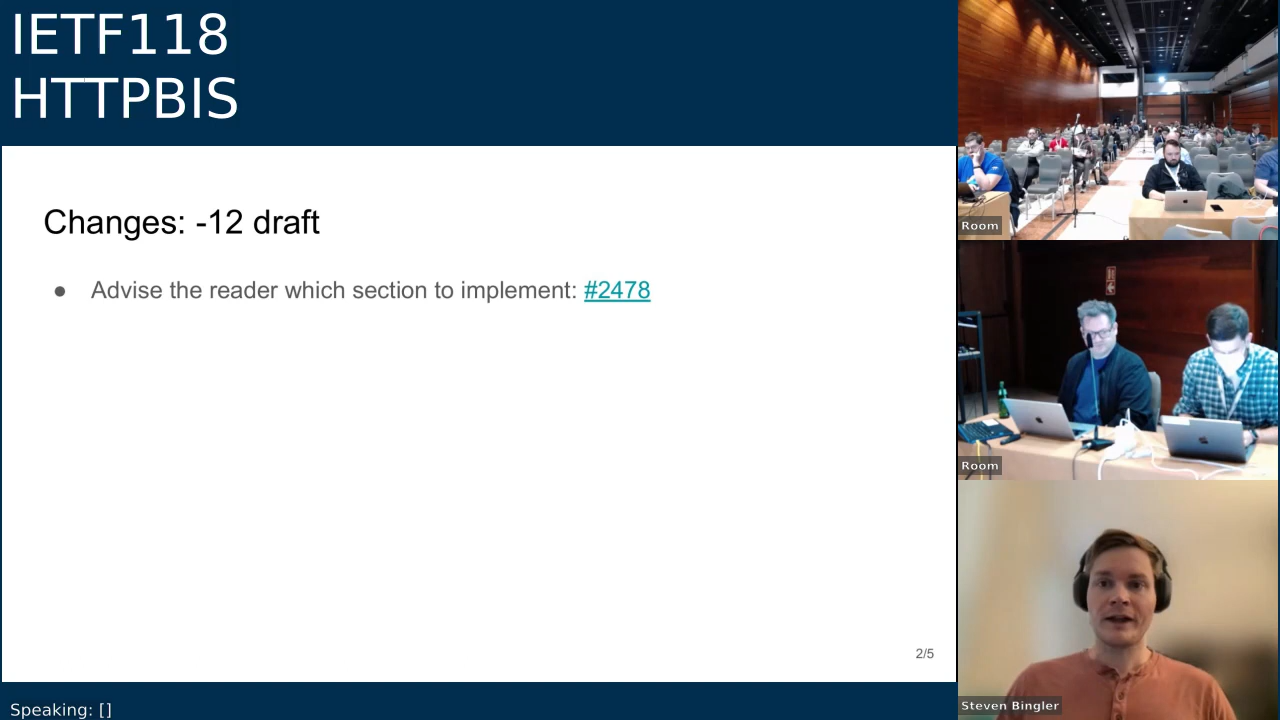 IETF118
HTTPBIS
Changes: -12 draft
● Advise the reader which section to implement: #2478
2/5
Speaking: []
Room
Room
Steven Bingler